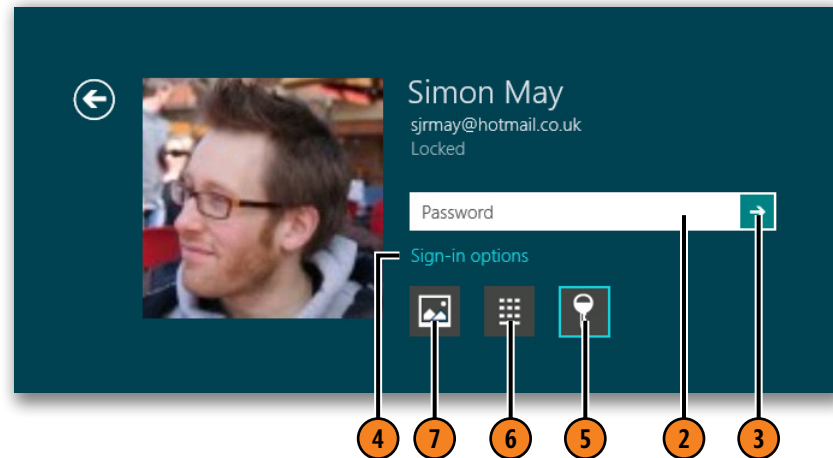 Simon May
sjrmay@hotmail.co.uk
Locked
Password
Sign-in options
4 7 6 5 2 3